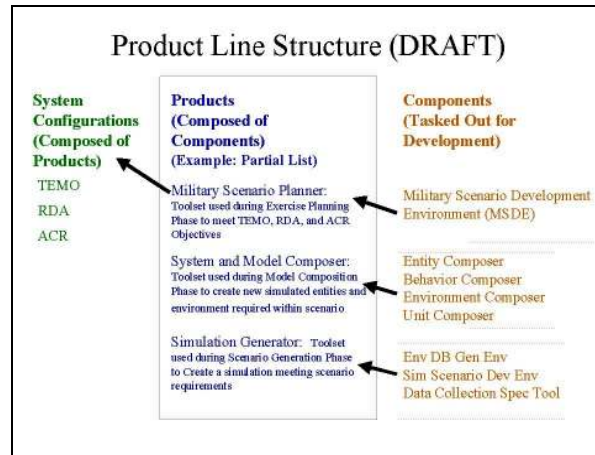 Product Line Structure (DRAFT)
System
Configurations
(Composed of
Products)
TEMO
RDA
ACR
Products
(Composed of
Components)
(Example: Partial List)
Military Scenario Planner:
Toolset used during Exercise Planning
Phase to meet TEMO, RDA, and ACR
Objectives
System and Model Composer:
Toolset used during Model Composition
Phase to create new simulated entities and
environment required within scenario
Simulation Generator: Toolset
used during Scenario Generation Phase
to Create a simulation meeting scenario
requirements
Components
(Tasked Out for
Development)
Military Scenario Development
Environment (MSDE)
Entity Composer
Behavior Composer
Environment Composer
Unit Composer
Env DB Gen Env
Sim Scenario Dev Env
Data Collection Spec Tool